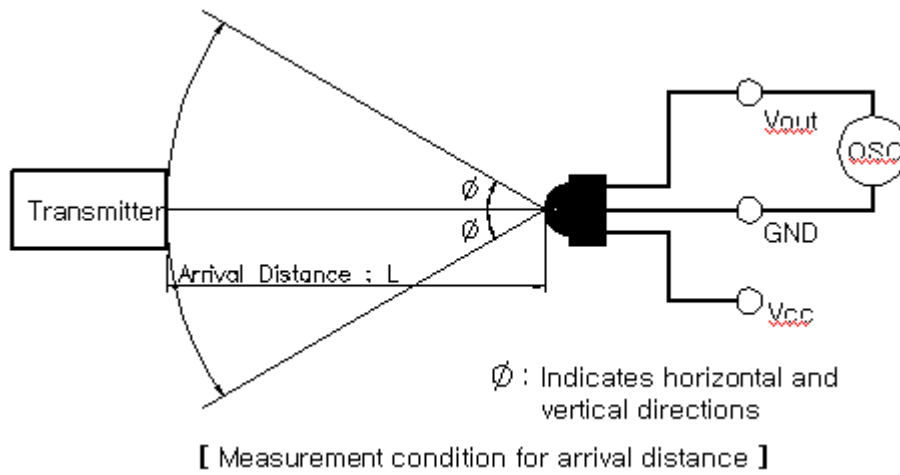 Vout
OSC
Transmitter
Ø
Ø
GND
Arrival Distance : L
Vcc
Ø : Indicates horizontal and
vertical directions
[ Measurement condition for arrival distance ]